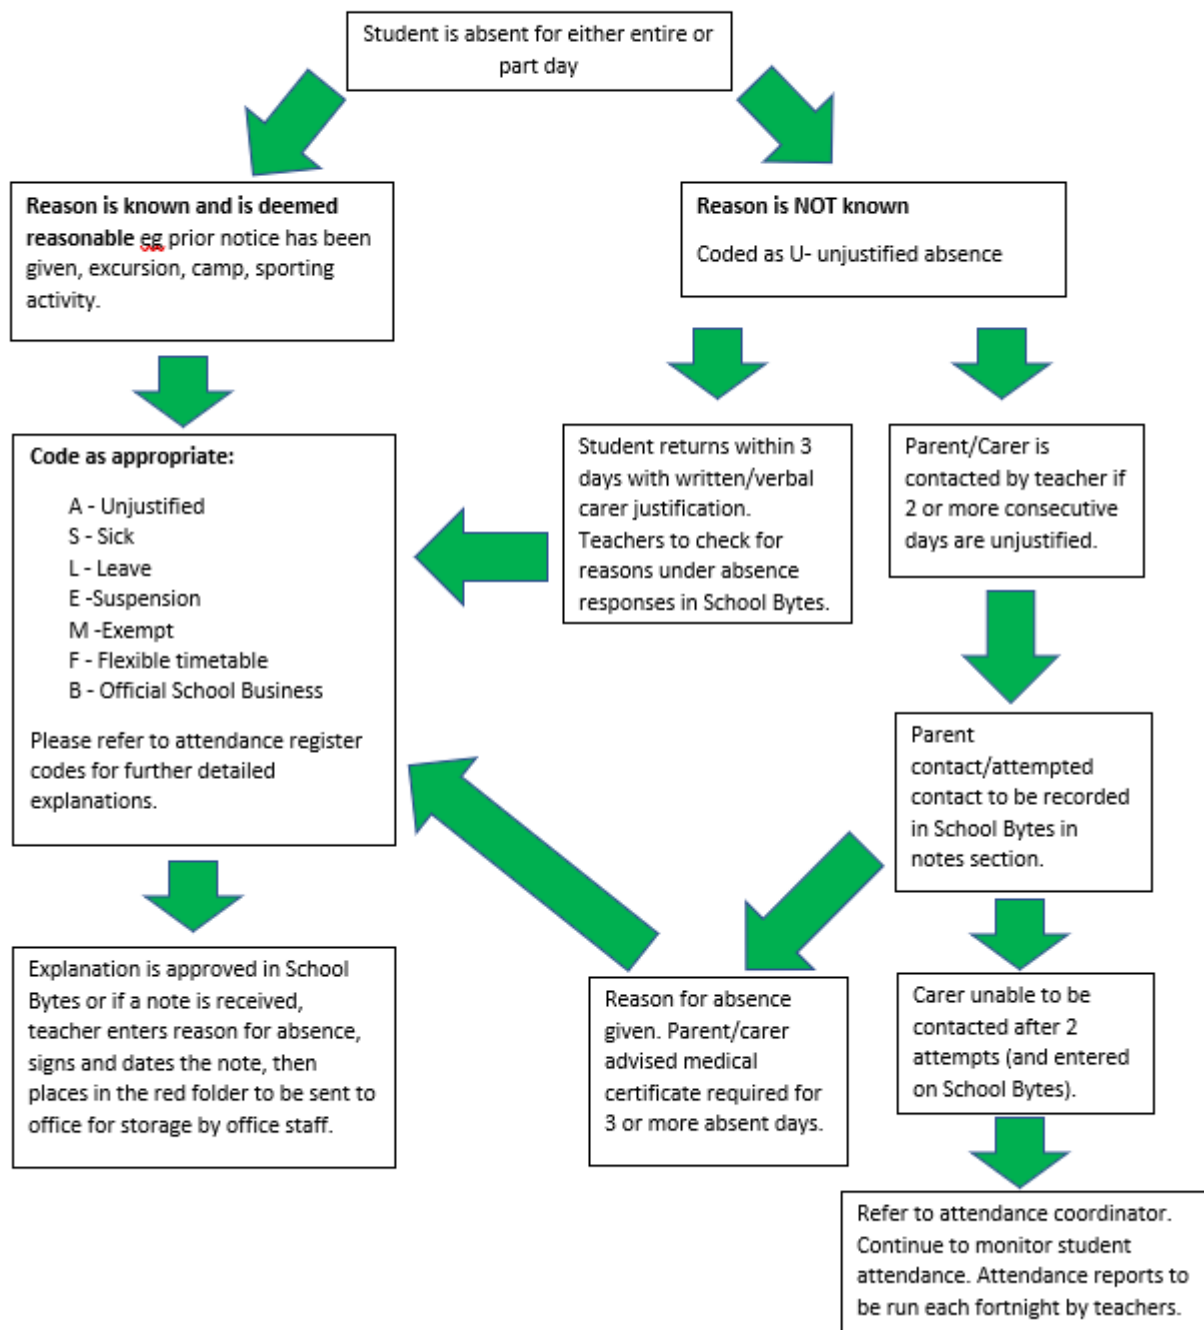 Student is absent for either entire or
part day
Reason is known and is deemed
reasonable eg prior notice has been
given, excursion, camp, sporting
activity.
Reason is NOT known
Coded as U- unjustified absence
Code as appropriate:
A - Unjustified
S - Sick
L - Leave
E -Suspension
M -Exempt
F - Flexible timetable
B - Official School Business
Please refer to attendance register
codes for further detailed
explanations.
Student returns within 3
days with written/verbal
carer justification.
Teachers to check for
reasons under absence
responses in School Bytes.
Parent/Carer is
contacted by teacher if
2 or more consecutive
days are unjustified.
Parent
contact/attempted
contact to be recorded
in School Bytes in
notes section.
Explanation is approved in School
Bytes or if a note is received,
teacher enters reason for absence,
signs and dates the note, then
places in the red folder to be sent to
office for storage by office staff.
Reason for absence
given. Parent/carer
advised medical
certificate required for
3 or more absent days.
Carer unable to be
contacted after 2
attempts (and entered
on School Bytes).
Refer to attendance coordinator.
Continue to monitor student
attendance. Attendance reports to
be run each fortnight by teachers.